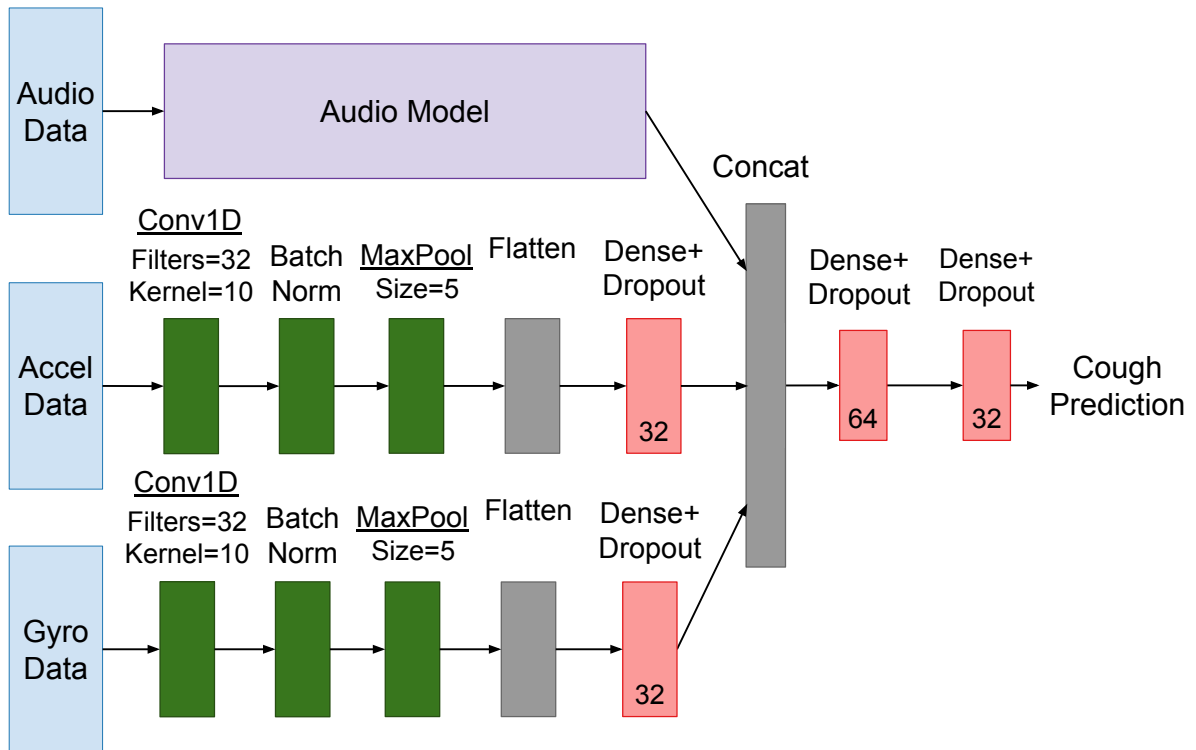 Audio
Data
Audio Model
Concat
Conv1D
Filters=32
Kernel=10
Batch
Norm
MaxPool
Size=5
Flatten
Dense+
Dropout
Dense+
Dropout
Dense+
Dropout
Accel
Data
32
64
32
Cough
Prediction
Conv1D
Filters=32
Kernel=10
Batch
Norm
MaxPool
Size=5
Flatten
Dense+
Dropout
Gyro
Data
32